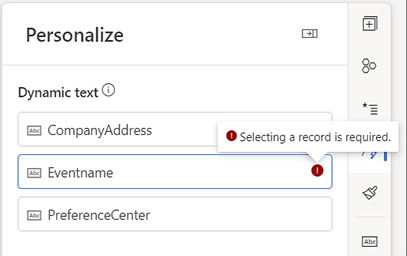 Personalize
Dynamic text
Abc CompanyAddress
Selecting a record is required.
Abc Eventname
Abc PreferenceCenter
Abc